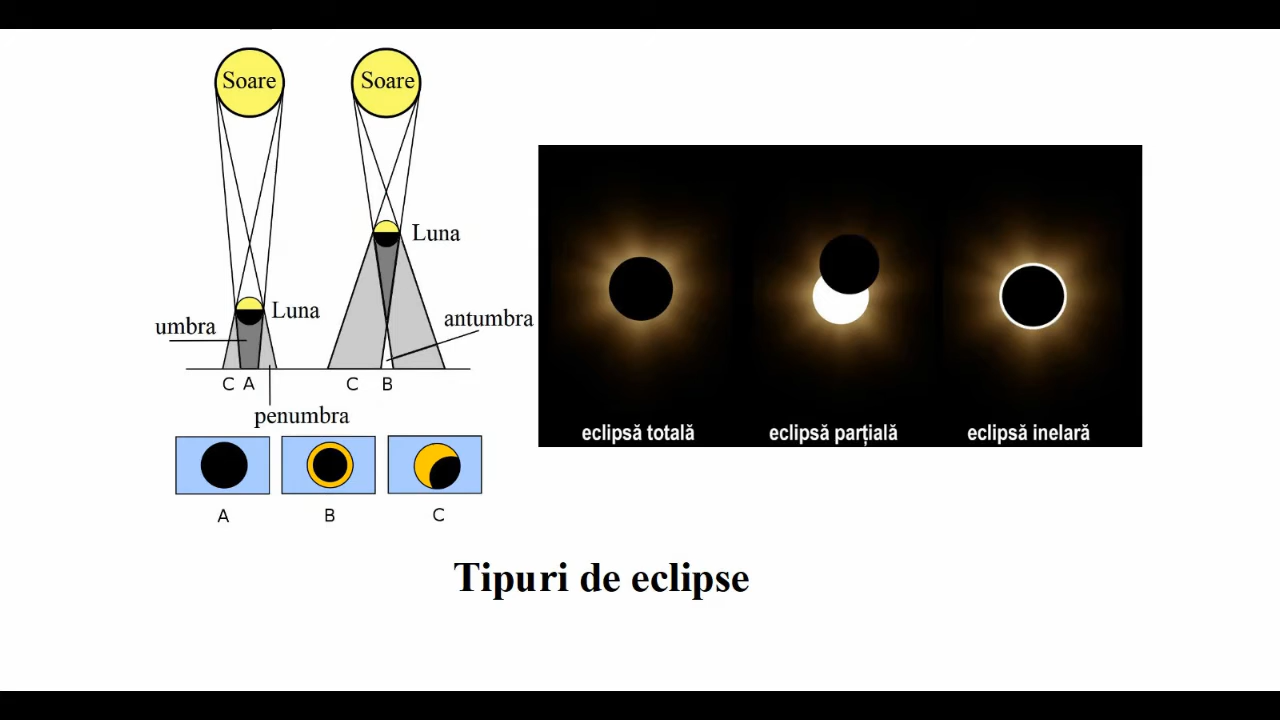 Soare
Soare
Luna
Luna
umbra
antumbra
C A
C B
penumbra
A
B
C
eclipsă totală
eclipsă parțială
eclipsă inelară
Tipuri de eclipse